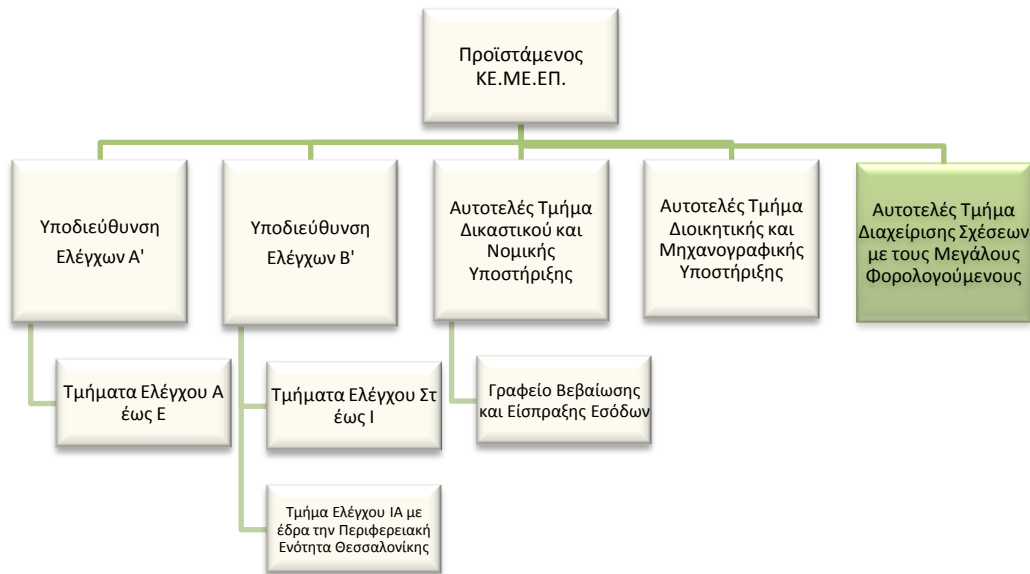 Προϊστάμενος
ΚΕ.ΜΕ.ΕΠ.
Υποδιεύθυνση
Ελέγχων Α'
Υποδιεύθυνση
Ελέγχων Β'
Αυτοτελές Τμήμα
Δικαστικού και
Νομικής
Υποστήριξης
Αυτοτελές Τμήμα
Διοικητικής και
Μηχανογραφικής
Υποστήριξης
Αυτοτελές Τμήμα
Διαχείρισης Σχέσεων
με τους Μεγάλους
Φορολογούμενους
Τμήματα Ελέγχου Α
έως Ε
Τμήματα Ελέγχου Στ
έως Ι
Γραφείο Βεβαίωσης
και Είσπραξης Εσόδων
Τμήμα Ελέγχου ΙΑ με
έδρα την Περιφερειακή
Ενότητα Θεσσαλονίκης